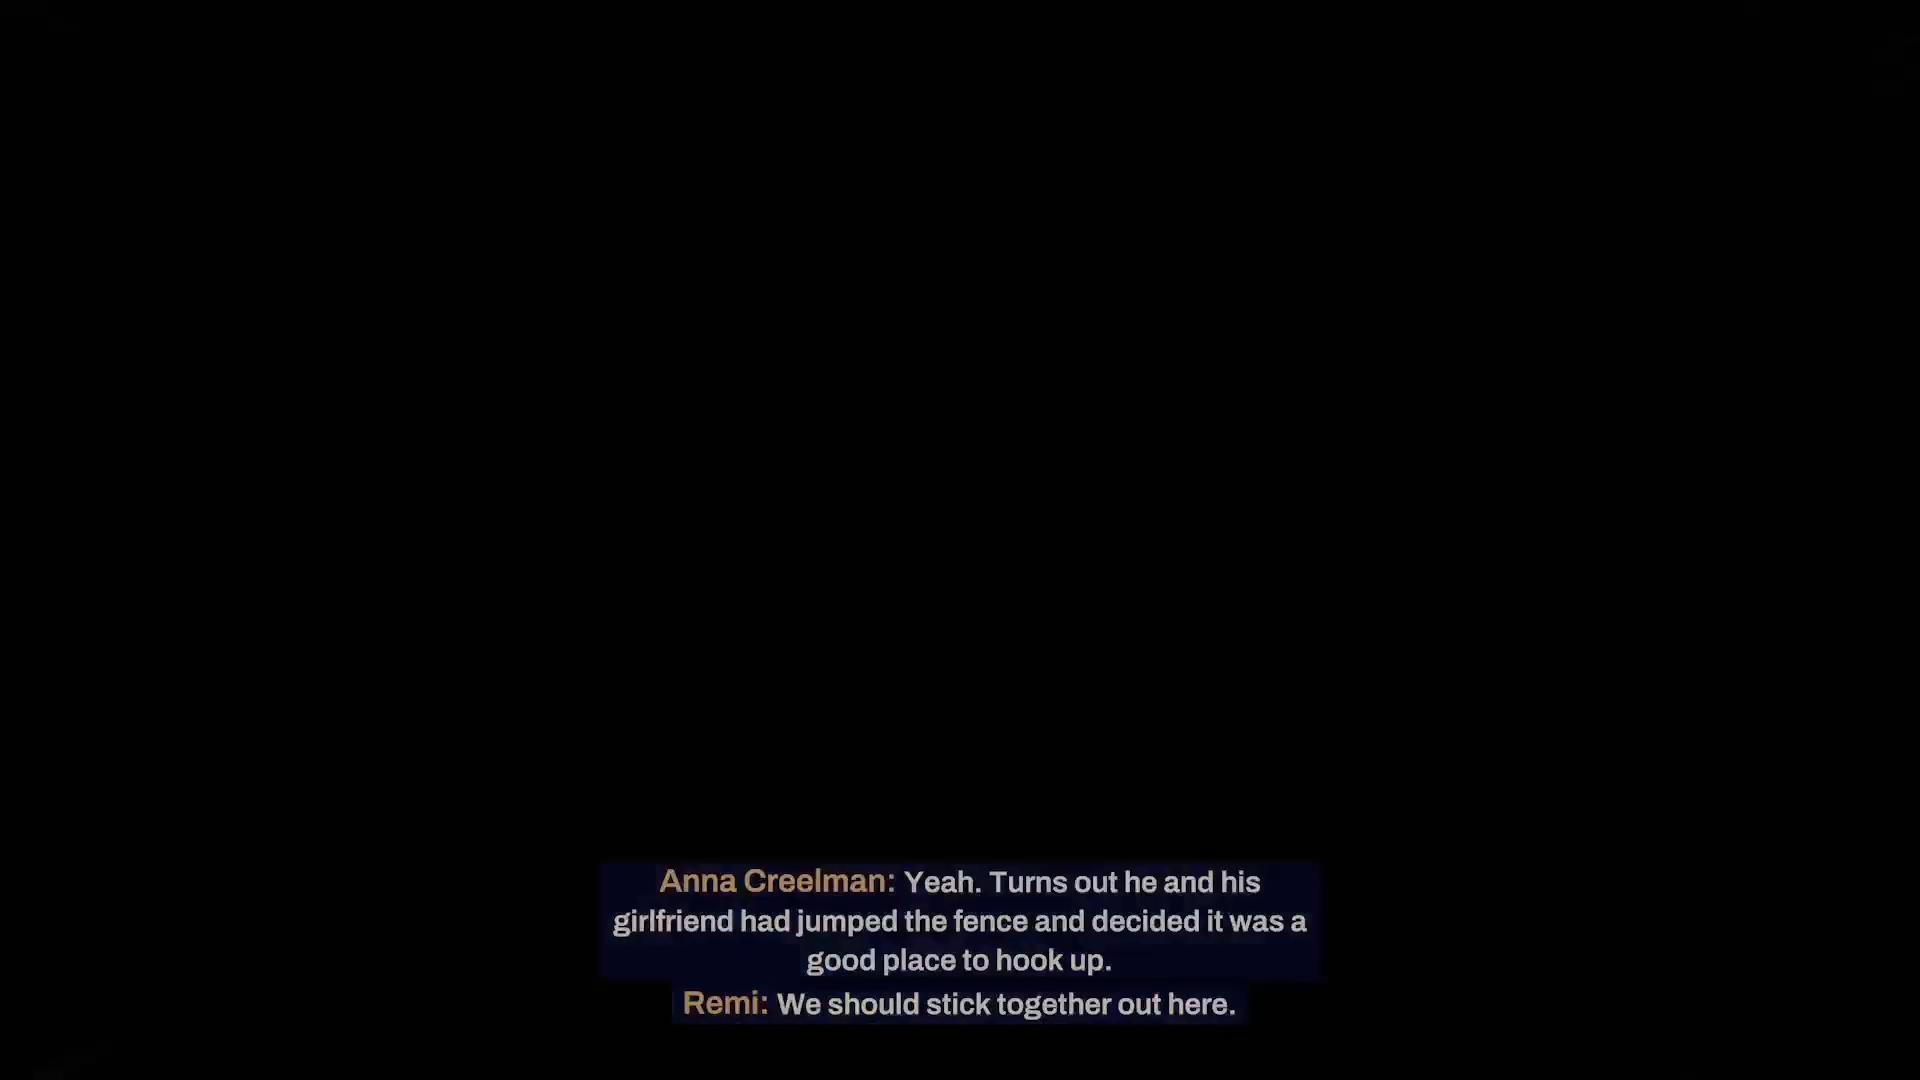 Anna Creelman: Yeah. Turns out he and his
girlfriend had jumped the fence and decided it was a
good place to hook up.
Remi: We should stick together out here.